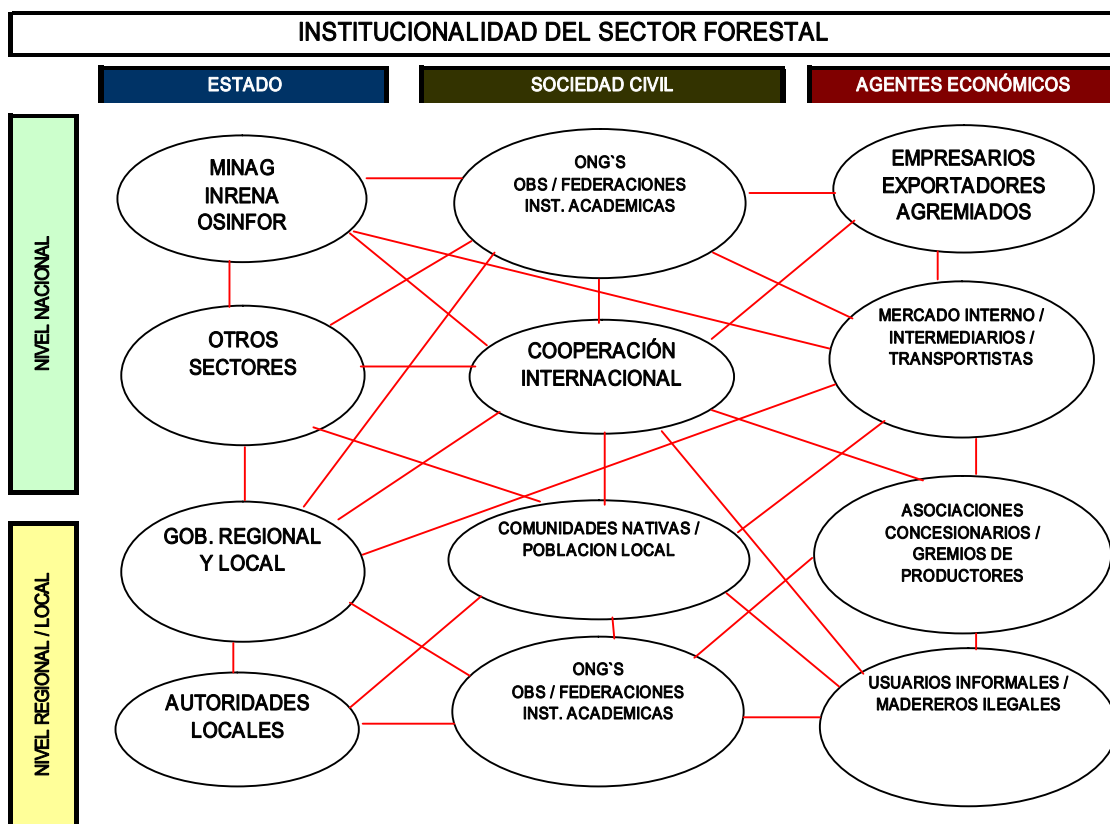 INSTITUCIONALIDAD DEL SECTOR FORESTAL
ESTADO
SOCIEDAD CIVIL
AGENTES ECONÓMICOS
NIVEL NACIONAL
MINAG
INRENA
OSINFOR
ONG`S
OBS / FEDERACIONES
INST. ACADEMICAS
EMPRESARIOS
EXPORTADORES
AGREMIADOS
OTROS
SECTORES
COOPERACIÓN
INTERNACIONAL
MERCADO INTERNO /
INTERMEDIARIOS /
TRANSPORTISTAS
NIVEL REGIONAL / LOCAL
GOB. REGIONAL
Y LOCAL
COMUNIDADES NATIVAS /
POBLACION LOCAL
ASOCIACIONES
CONCESIONARIOS /
GREMIOS DE
PRODUCTORES
AUTORIDADES
LOCALES
ONG`S
OBS / FEDERACIONES
INST. ACADEMICAS
USUARIOS INFORMALES /
MADEREROS ILEGALES